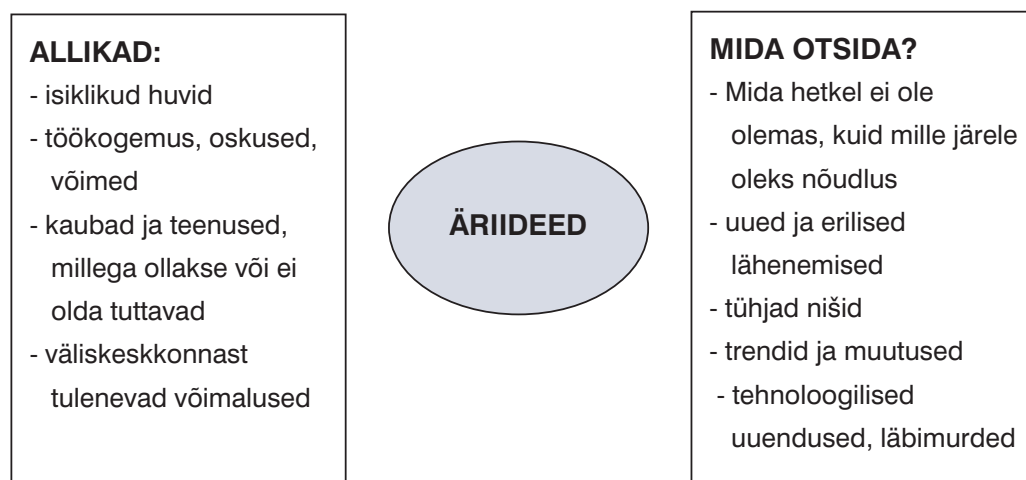 ALLIKAD:
- isiklikud huvid
- töökogemus, oskused,
võimed
- kaubad ja teenused,
millega ollakse või ei
olda tuttavad
- väliskeskkonnast
tulenevad võimalused
ÄRIIDEED
MIDA OTSIDA?
- Mida hetkel ei ole
olemas, kuid mille järele
oleks nõudlus
- uued ja erilised
lähenemised
- tühjad nišid
- trendid ja muutused
- tehnoloogilised
uuendused, läbimurded